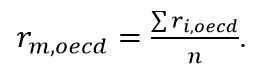 r_{m,oecd} = \frac{\sum r_{i,oecd}}{n}.